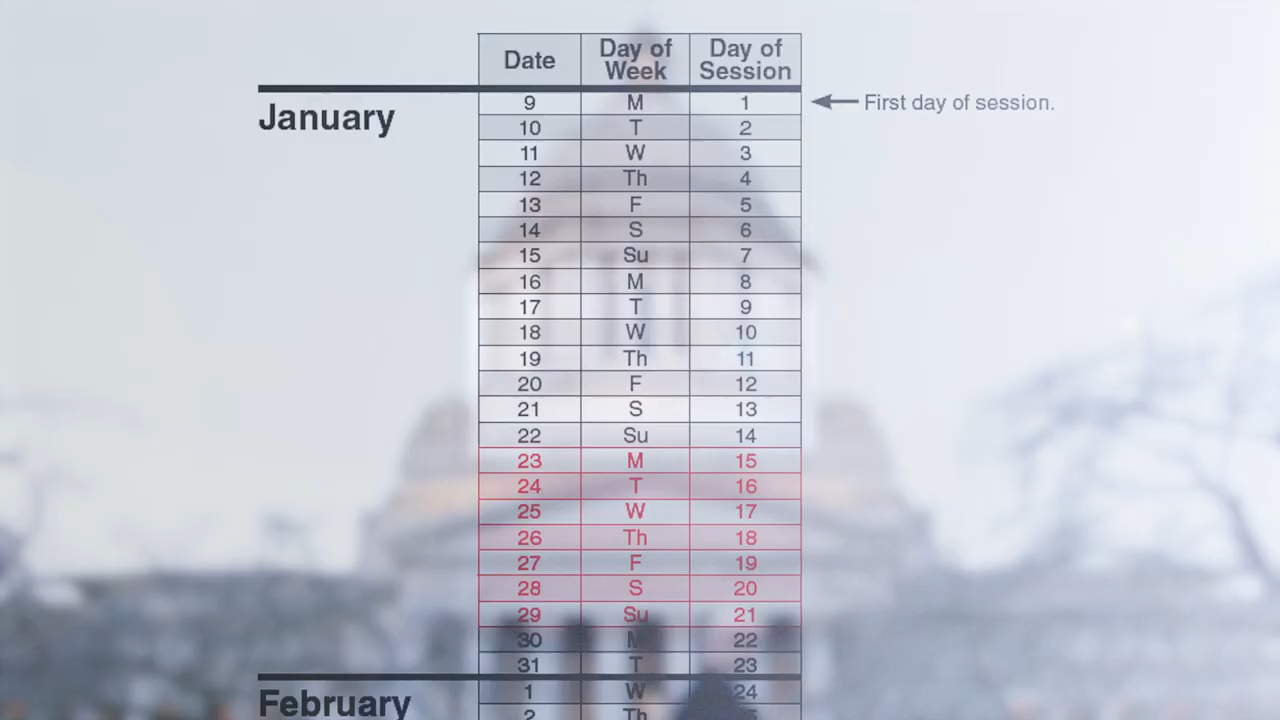 Date Day of Week Day of Session
January 9 M 1 First day of session.
10 T 2
11 W 3
12 Th 4
13 F 5
14 S 6
15 Su 7
16 M 8
17 T 9
18 W 10
19 Th 11
20 F 12
21 S 13
22 Su 14
23 M 15
24 T 16
25 W 17
26 Th 18
27 F 19
28 S 20
29 Su 21
30 M 22
31 T 23
February 1 W 24
2 Th